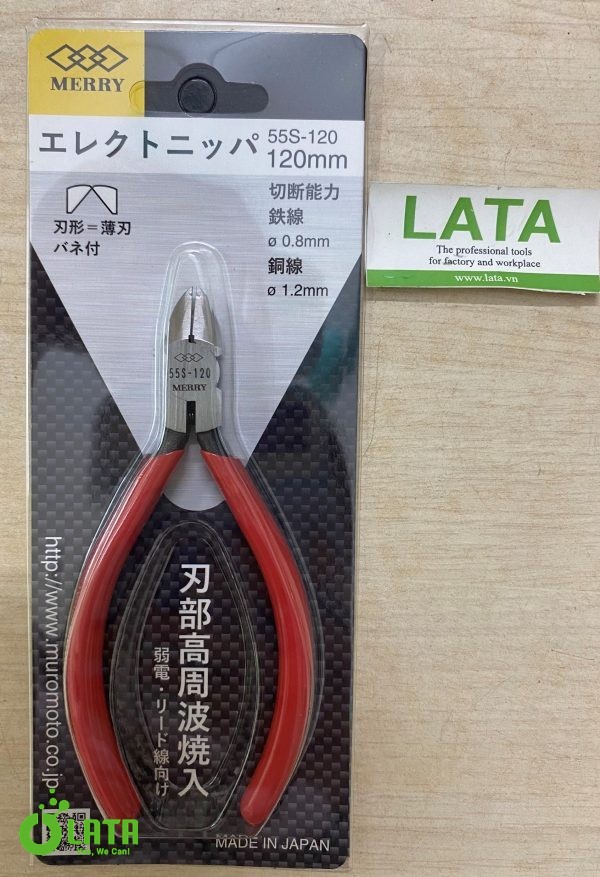 MERRY
エレクトニッパ 55S-120
120mm
切断能力
鉄線
ø 0.8mm
銅線
ø 1.2mm
刃形=薄刃
バネ付
55S-120
MERRY
刃部高周波焼入
弱電・リード線向け
http://www.muromoto.co.jp
MADE IN JAPAN
LATA
The professional tools
for factory and workplace
www.lata.vn
LATA
We Can!